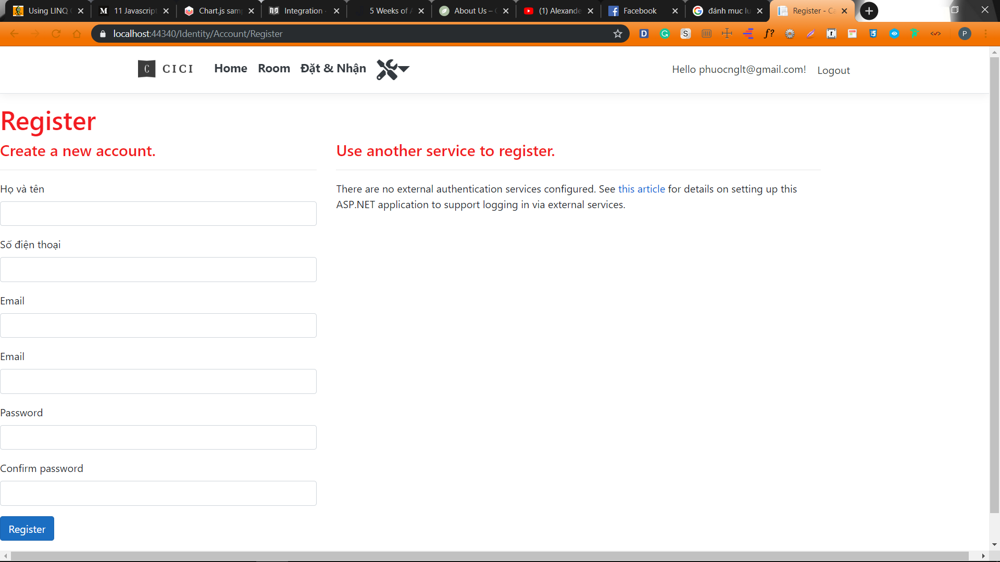 Using LINQ
11 Javascript
Chart.js sam
Integration
5 Weeks of
About Us –
(1) Alexande
Facebook
đánh muc lu
Register - Ca
localhost:44340/Identity/Account/Register
C CICI Home Room Đặt & Nhận Hello phuocnglt@gmail.com! Logout
Register
Create a new account.
Họ và tên
Số điện thoại
Email
Email
Password
Confirm password
Register
Use another service to register.
There are no external authentication services configured. See this article for details on setting up this
ASP.NET application to support logging in via external services.